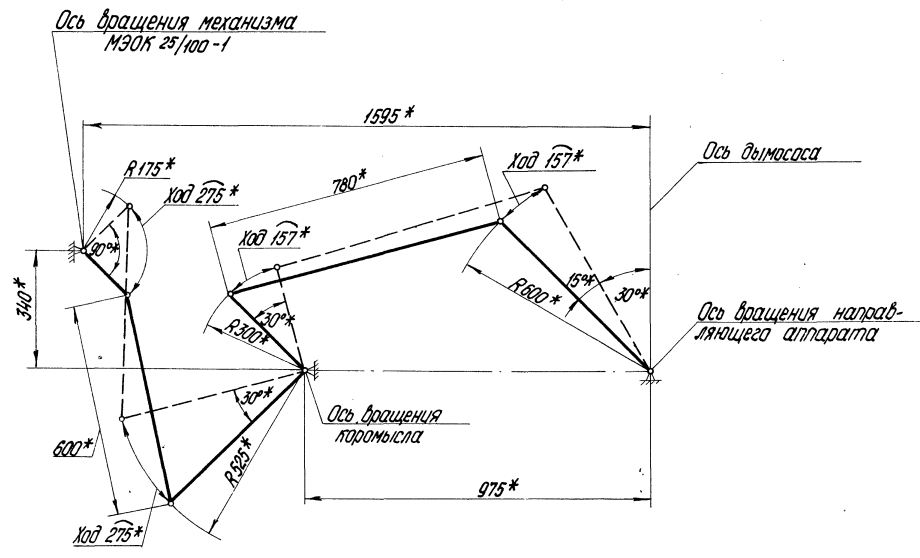 Ось вращения механизма
МЭОК 25/100-1
1595*
Ось дымососа
R175*
Ход 275*
780*
Ход 157*
Ход 157*
90°*
340*
R600*
15°*
30°*
Ось вращения направ-
ляющего аппарата
R300*
30°*
30°*
Ось вращения
коромысла
600*
R525*
975*
Ход 275*